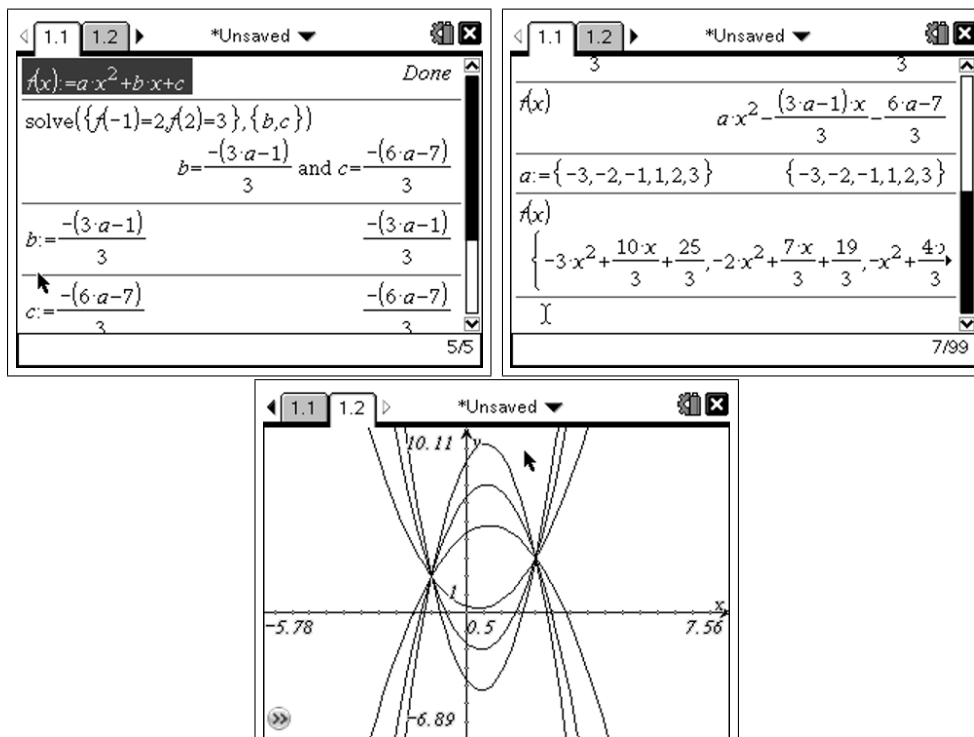 1.1 1.2 *Unsaved
f(x):=a·x²+b·x+c Done
solve({f(-1)=2,f(2)=3},{b,c})
b=-(3·a-1)/3 and c=-(6·a-7)/3
b:=-(3·a-1)/3 -(3·a-1)/3
c:=-(6·a-7)/3 -(6·a-7)/3
5/5
1.1 1.2 *Unsaved
3 3
f(x) a·x²-(3·a-1)·x/3-6·a-7/3
a:={-3,-2,-1,1,2,3} {-3,-2,-1,1,2,3}
f(x)
{-3·x²+10·x/3+25/3,-2·x²+7·x/3+19/3,-x²+4·x/3
7/99
1.1 1.2 *Unsaved
10.11 y
1
x
-5.78 0.5 7.56
-6.89